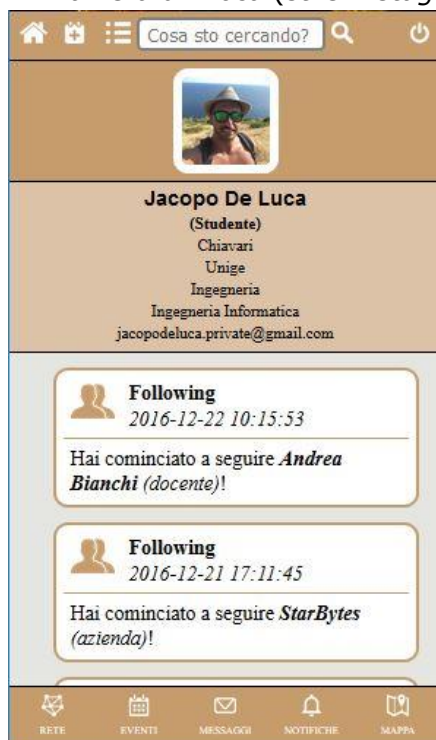 Cosa sto cercando?
Jacopo De Luca
(Studente)
Chiavari
Unige
Ingegneria
Ingegneria Informatica
jacopodeluca.private@gmail.com
Following
2016-12-22 10:15:53
Hai cominciato a seguire Andrea
Bianchi (docente)!
Following
2016-12-21 17:11:45
Hai cominciato a seguire StarBytes
(azienda)!
RETE EVENTI MESSAGGI NOTIFICHE MAPPA